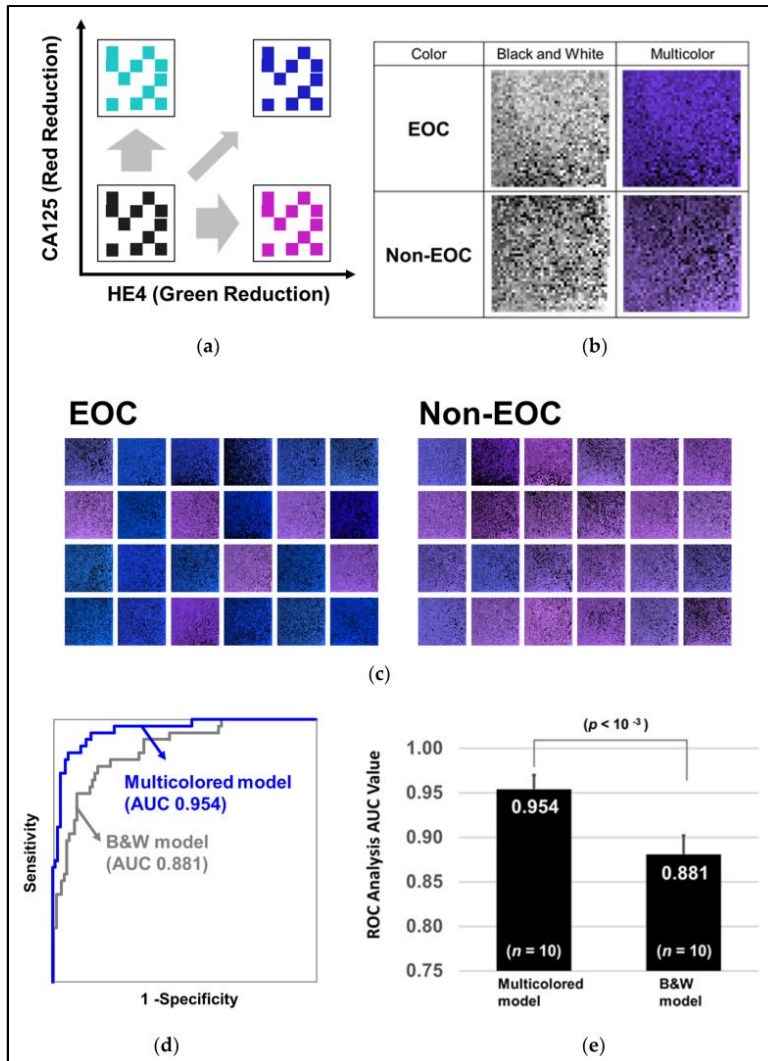 CA125 (Red Reduction)
HE4 (Green Reduction)
(a)
Color Black and White Multicolor
EOC
Non-EOC
(b)
EOC
Non-EOC
(c)
Sensitivity
Multicolored model
(AUC 0.954)
B&W model
(AUC 0.881)
1 -Specificity
(d)
ROC Analysis AUC Value
(p < 10 -3)
1.00
0.95
0.90
0.85
0.80
0.75
0.954
0.881
(n = 10)
(n = 10)
Multicolored
model
B&W
model
(e)